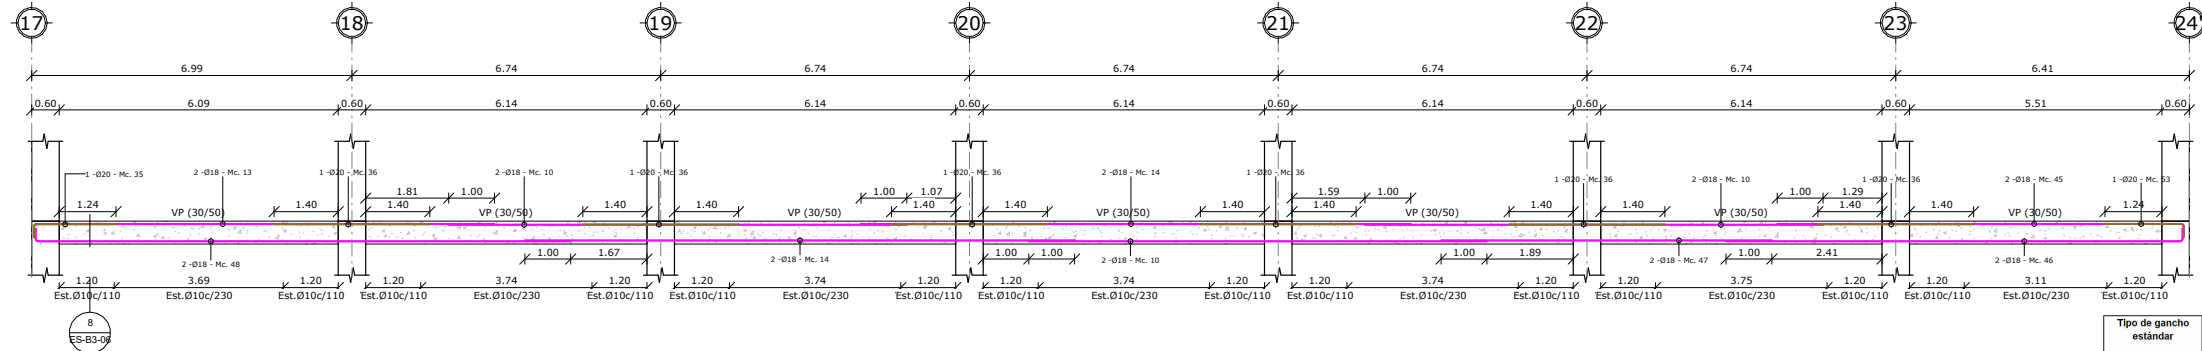 17 18 19 20 21 22 23 24
6.99 6.74 6.74 6.74 6.74 6.74 6.41
0.60 6.09 0.60 6.14 0.60 6.14 0.60 6.14 0.60 6.14 0.60 6.14 0.60 5.51 0.60
1 -Ø20 - Mc. 35 2 -Ø18 - Mc. 13 1 -Ø20 - Mc. 36 2 -Ø18 - Mc. 10 1 -Ø20 - Mc. 36 1 -Ø20 - Mc. 36 2 -Ø18 - Mc. 14 1 -Ø20 - Mc. 36 1 -Ø20 - Mc. 36 2 -Ø18 - Mc. 10 1 -Ø20 - Mc. 36 2 -Ø18 - Mc. 45 1 -Ø20 - Mc. 53
1.81 1.00 1.00 1.07 1.59 1.00 1.00 1.29
1.24 1.40 1.40 1.40 1.40 1.40 1.40 1.40 1.40 1.40 1.40 1.40 1.40 1.24
VP (30/50) VP (30/50) VP (30/50) VP (30/50) VP (30/50) VP (30/50) VP (30/50)
1.00 1.67 1.00 1.00 1.00 1.89 1.00 2.41
2 -Ø18 - Mc. 48 2 -Ø18 - Mc. 14 2 -Ø18 - Mc. 10 2 -Ø18 - Mc. 47 2 -Ø18 - Mc. 46
1.20 3.69 1.20 1.20 3.74 1.20 1.20 3.74 1.20 1.20 3.74 1.20 1.20 3.74 1.20 1.20 3.75 1.20 1.20 3.11 1.20
Est.Ø10c/110 Est.Ø10c/230 Est.Ø10c/110 Est.Ø10c/110 Est.Ø10c/230 Est.Ø10c/110 Est.Ø10c/110 Est.Ø10c/230 Est.Ø10c/110 Est.Ø10c/110 Est.Ø10c/230 Est.Ø10c/110 Est.Ø10c/110 Est.Ø10c/230 Est.Ø10c/110 Est.Ø10c/110 Est.Ø10c/230 Est.Ø10c/110 Est.Ø10c/110 Est.Ø10c/230 Est.Ø10c/110
8
ES-B3-06
Tipo de gancho
estándar